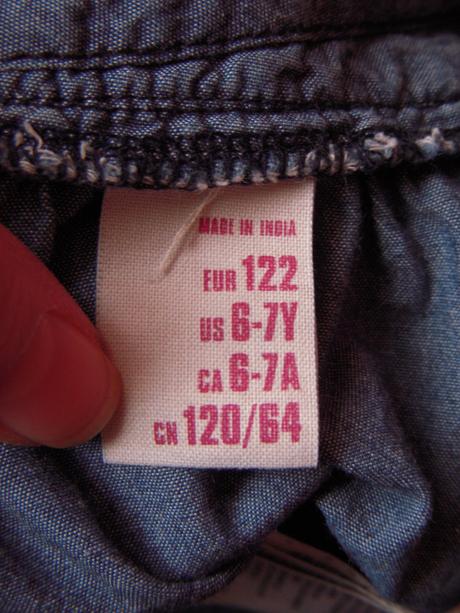 MADE IN INDIA
EUR 122
US 6-7Y
CA 6-7A
CN 120/64